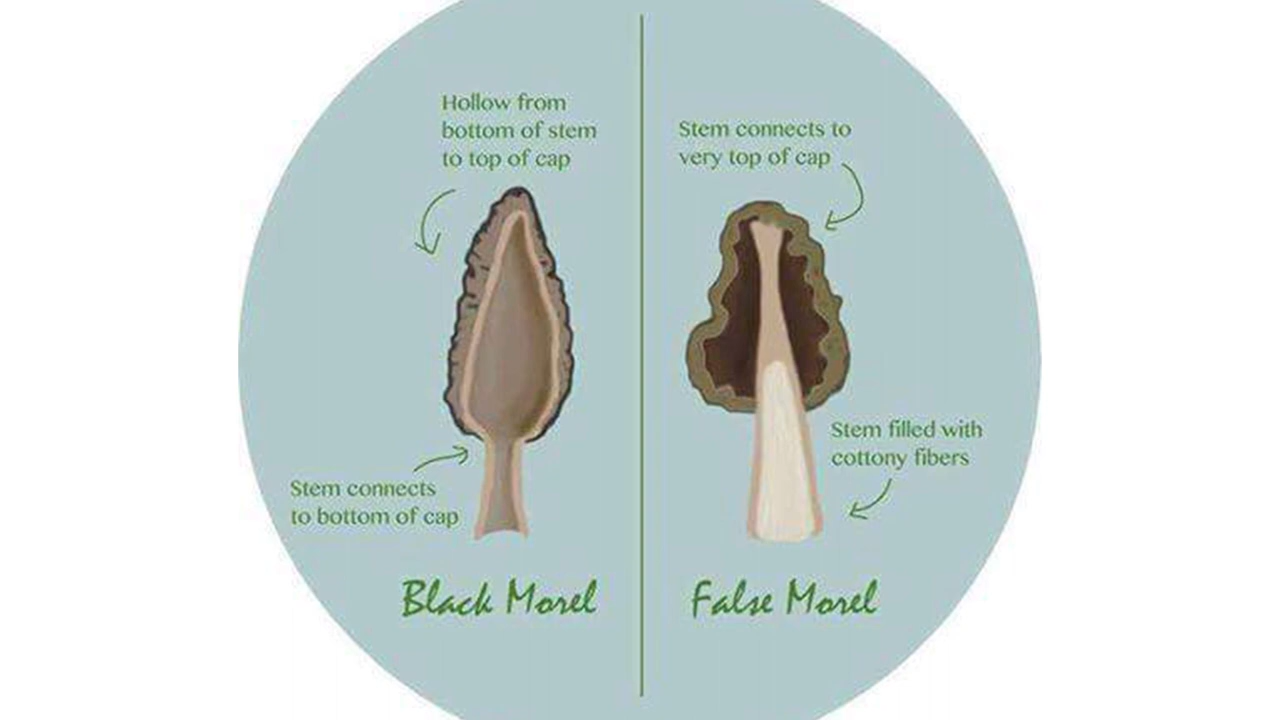 Hollow from
bottom of stem
to top of cap
Stem connects
to bottom of cap
Black Morel
Stem connects to
very top of cap
Stem filled with
cottony fibers
False Morel